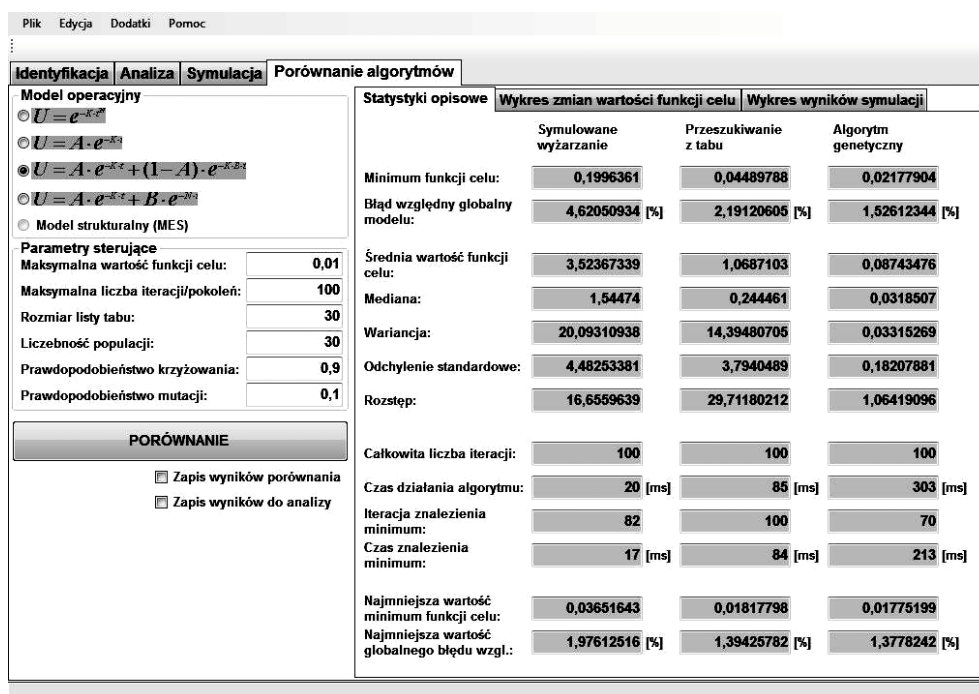 Plik Edycja Dodatki Pomoc
Identyfikacja Analiza Symulacja Porównanie algorytmów
Model operacyjny
U = e^{-K·t^N}
U = A·e^{-K·t}
U = A·e^{-K·t} + (1-A)·e^{-K·B·t}
U = A·e^{-K·t} + B·e^{-N·t}
Model strukturalny (MES)
Parametry sterujące
Maksymalna wartość funkcji celu: 0,01
Maksymalna liczba iteracji/pokoleń: 100
Rozmiar listy tabu: 30
Liczebność populacji: 30
Prawdopodobieństwo krzyżowania: 0,9
Prawdopodobieństwo mutacji: 0,1
PORÓWNANIE
Zapis wyników porównania
Zapis wyników do analizy
Statystyki opisowe Wykres zmian wartości funkcji celu Wykres wyników symulacji
Symulowane Przeszukiwanie Algorytm
wyżarzanie z tabu genetyczny
Minimum funkcji celu: 0,1996361 0,04489788 0,02177904
Błąd względny globalny
modelu: 4,62050934 [%] 2,19120605 [%] 1,52612344 [%]
Średnia wartość funkcji
celu: 3,52367339 1,0687103 0,08743476
Mediana: 1,54474 0,244461 0,0318507
Wariancja: 20,09310938 14,39480705 0,03315269
Odchylenie standardowe: 4,48253381 3,7940489 0,18207881
Rozstęp: 16,6559639 29,71180212 1,06419096
Całkowita liczba iteracji: 100 100 100
Czas działania algorytmu: 20 [ms] 85 [ms] 303 [ms]
Iteracja znalezienia
minimum: 82 100 70
Czas znalezienia
minimum: 17 [ms] 84 [ms] 213 [ms]
Najmniejsza wartość
minimum funkcji celu: 0,03651643 0,01817798 0,01775199
Najmniejsza wartość
globalnego błędu wzgl.: 1,97612516 [%] 1,39425782 [%] 1,3778242 [%]